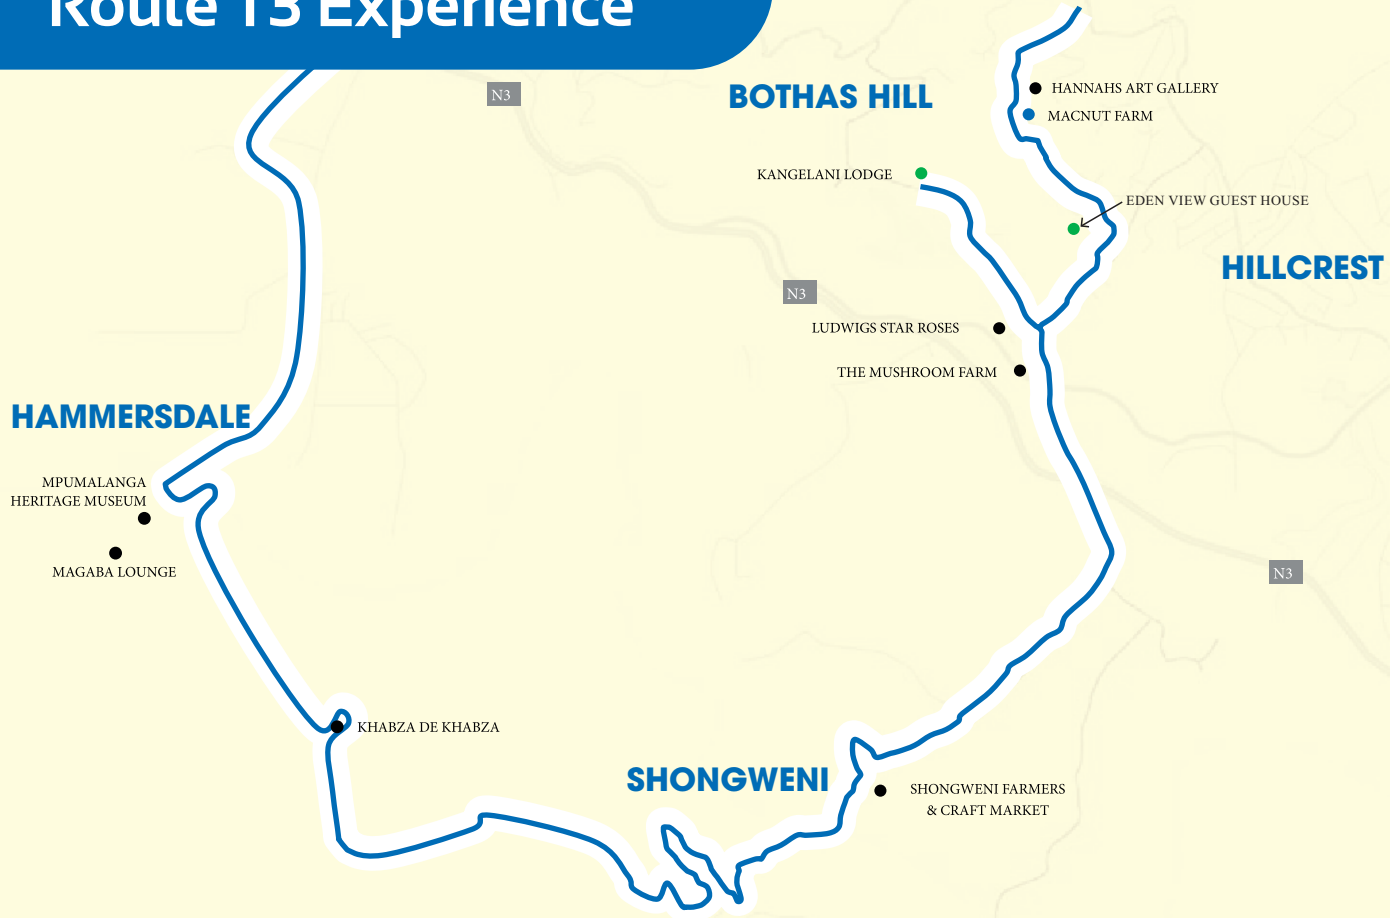 Route T3 Experience
N3
BOTHAS HILL
HANNAHS ART GALLERY
MACNUT FARM
KANGELANI LODGE
EDEN VIEW GUEST HOUSE
HILLCREST
N3
LUDWIGS STAR ROSES
THE MUSHROOM FARM
HAMMERSDALE
MPUMALANGA
HERITAGE MUSEUM
MAGABA LOUNGE
N3
KHABZA DE KHABZA
SHONGWENI
SHONGWENI FARMERS
& CRAFT MARKET